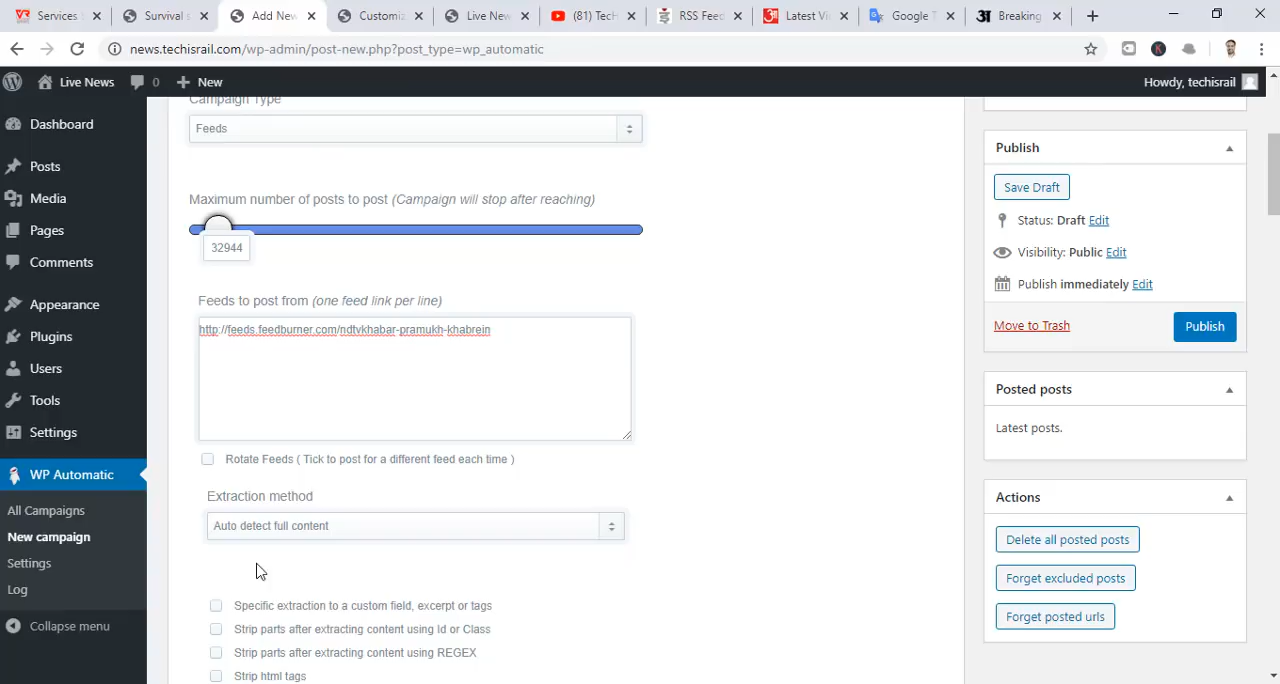 Services
Survival s
Add New
Customiz
Live New
(81) Tech
RSS Feed
Latest Vi
Google T
Breaking
news.techisrail.com/wp-admin/post-new.php?post_type=wp_automatic
Live News
0
New
Howdy, techisrail
Dashboard
Posts
Media
Pages
Comments
Appearance
Plugins
Users
Tools
Settings
WP Automatic
All Campaigns
New campaign
Settings
Log
Collapse menu
Campaign Type
Feeds
Maximum number of posts to post (Campaign will stop after reaching)
32944
Feeds to post from (one feed link per line)
http://feeds.feedburner.com/ndtvkhabar-pramukh-khabrein
Rotate Feeds ( Tick to post for a different feed each time )
Extraction method
Auto detect full content
Specific extraction to a custom field, excerpt or tags
Strip parts after extracting content using Id or Class
Strip parts after extracting content using REGEX
Strip html tags
Publish
Save Draft
Status: Draft Edit
Visibility: Public Edit
Publish immediately Edit
Move to Trash
Publish
Posted posts
Latest posts.
Actions
Delete all posted posts
Forget excluded posts
Forget posted urls